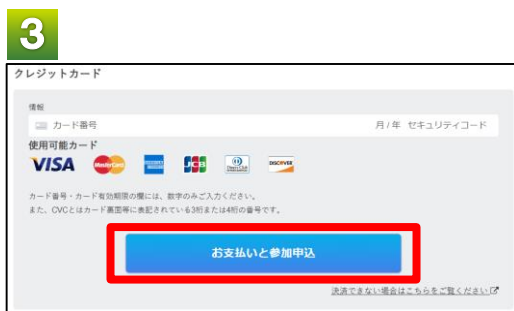 3
クレジットカード
情報
カード番号 月/年 セキュリティコード
使用可能カード
VISA MasterCard JCB DISCOVER
カード番号・カード有効期限の欄には、数字のみご入力ください。
また、CVCとはカード裏面等に表記されている3桁または4桁の番号です。
お支払いと参加申込
決済できない場合はこちらをご覧ください